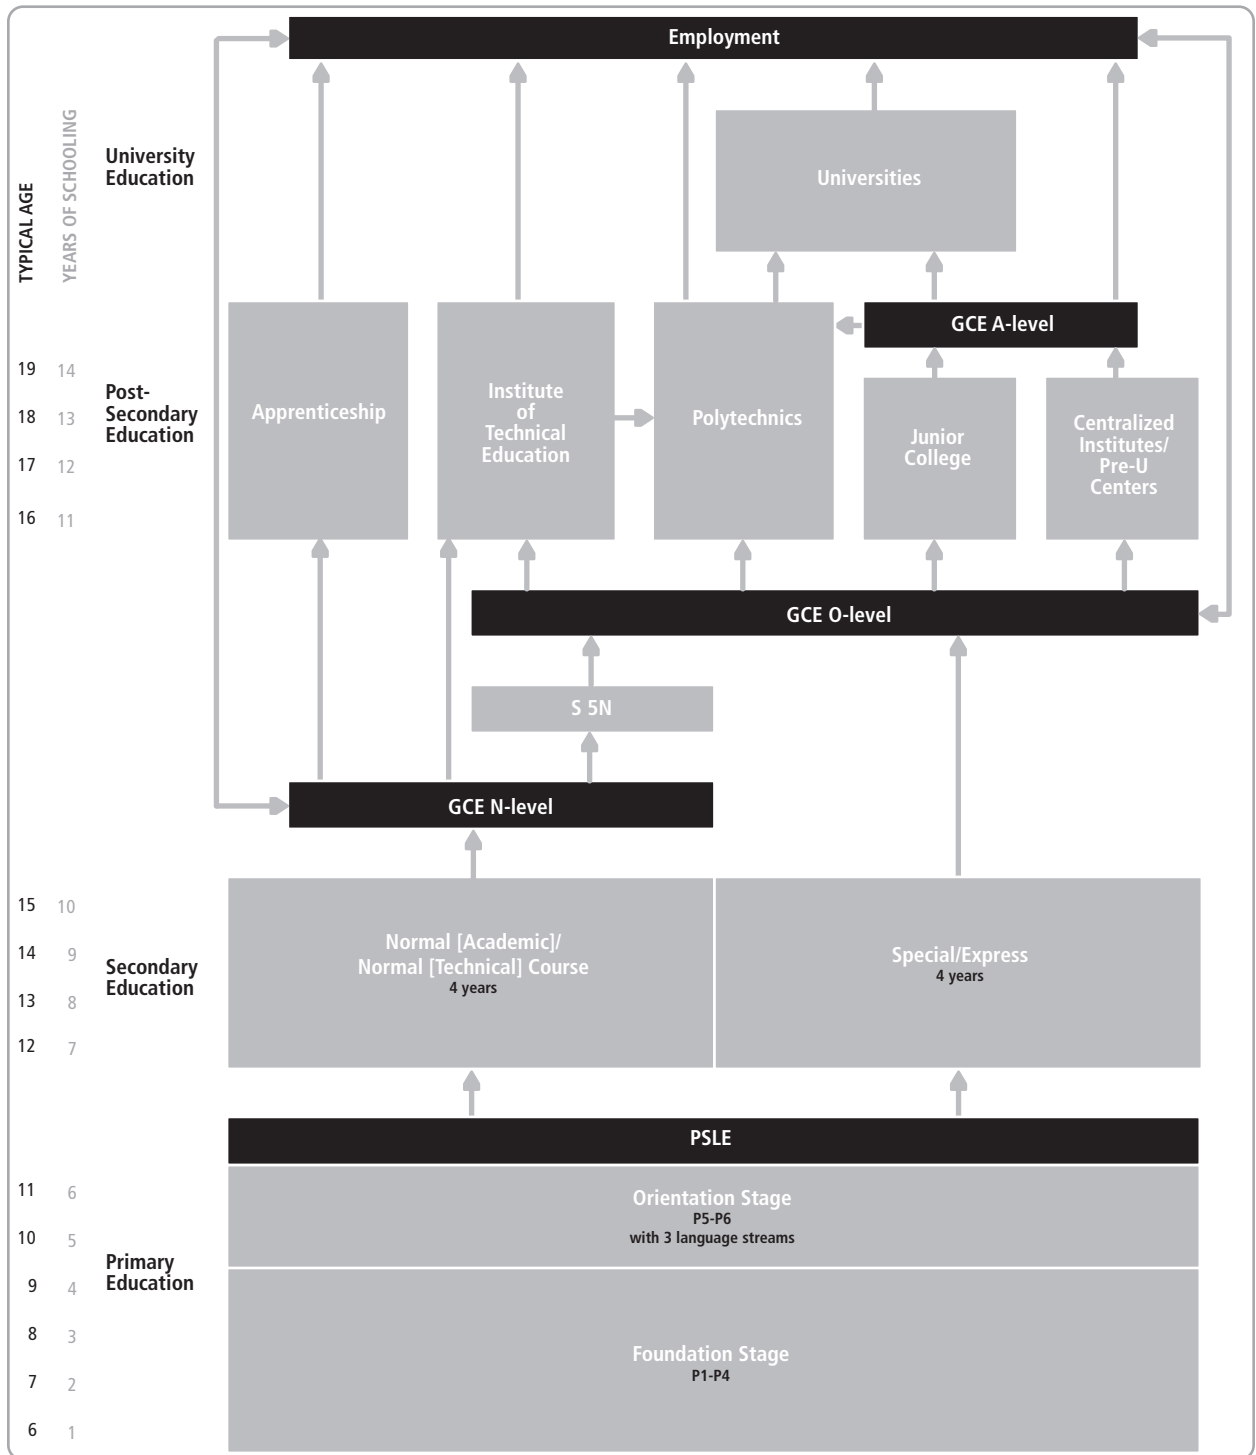 Employment
University
Education
Universities
TYPICAL AGE
YEARS OF SCHOOLING
GCE A-level
19 14
18 13
17 12
16 11
Post-
Secondary
Education
Apprenticeship
Institute
of
Technical
Education
Polytechnics
Junior
College
Centralized
Institutes/
Pre-U
Centers
GCE O-level
S 5N
GCE N-level
15 10
14 9
13 8
12 7
Secondary
Education
Normal [Academic]/
Normal [Technical] Course
4 years
Special/Express
4 years
PSLE
11 6
10 5
9 4
8 3
7 2
6 1
Primary
Education
Orientation Stage
P5-P6
with 3 language streams
Foundation Stage
P1-P4